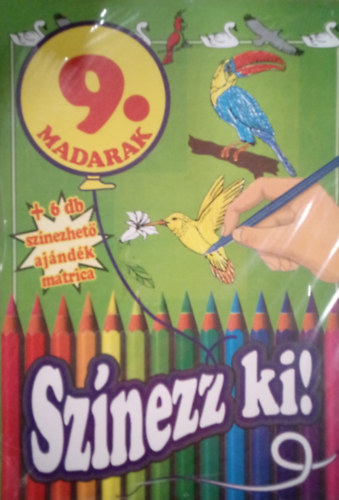 9.
MADARAK
+ 6 db
színezhető
ajándék
matrica
Színezz ki!